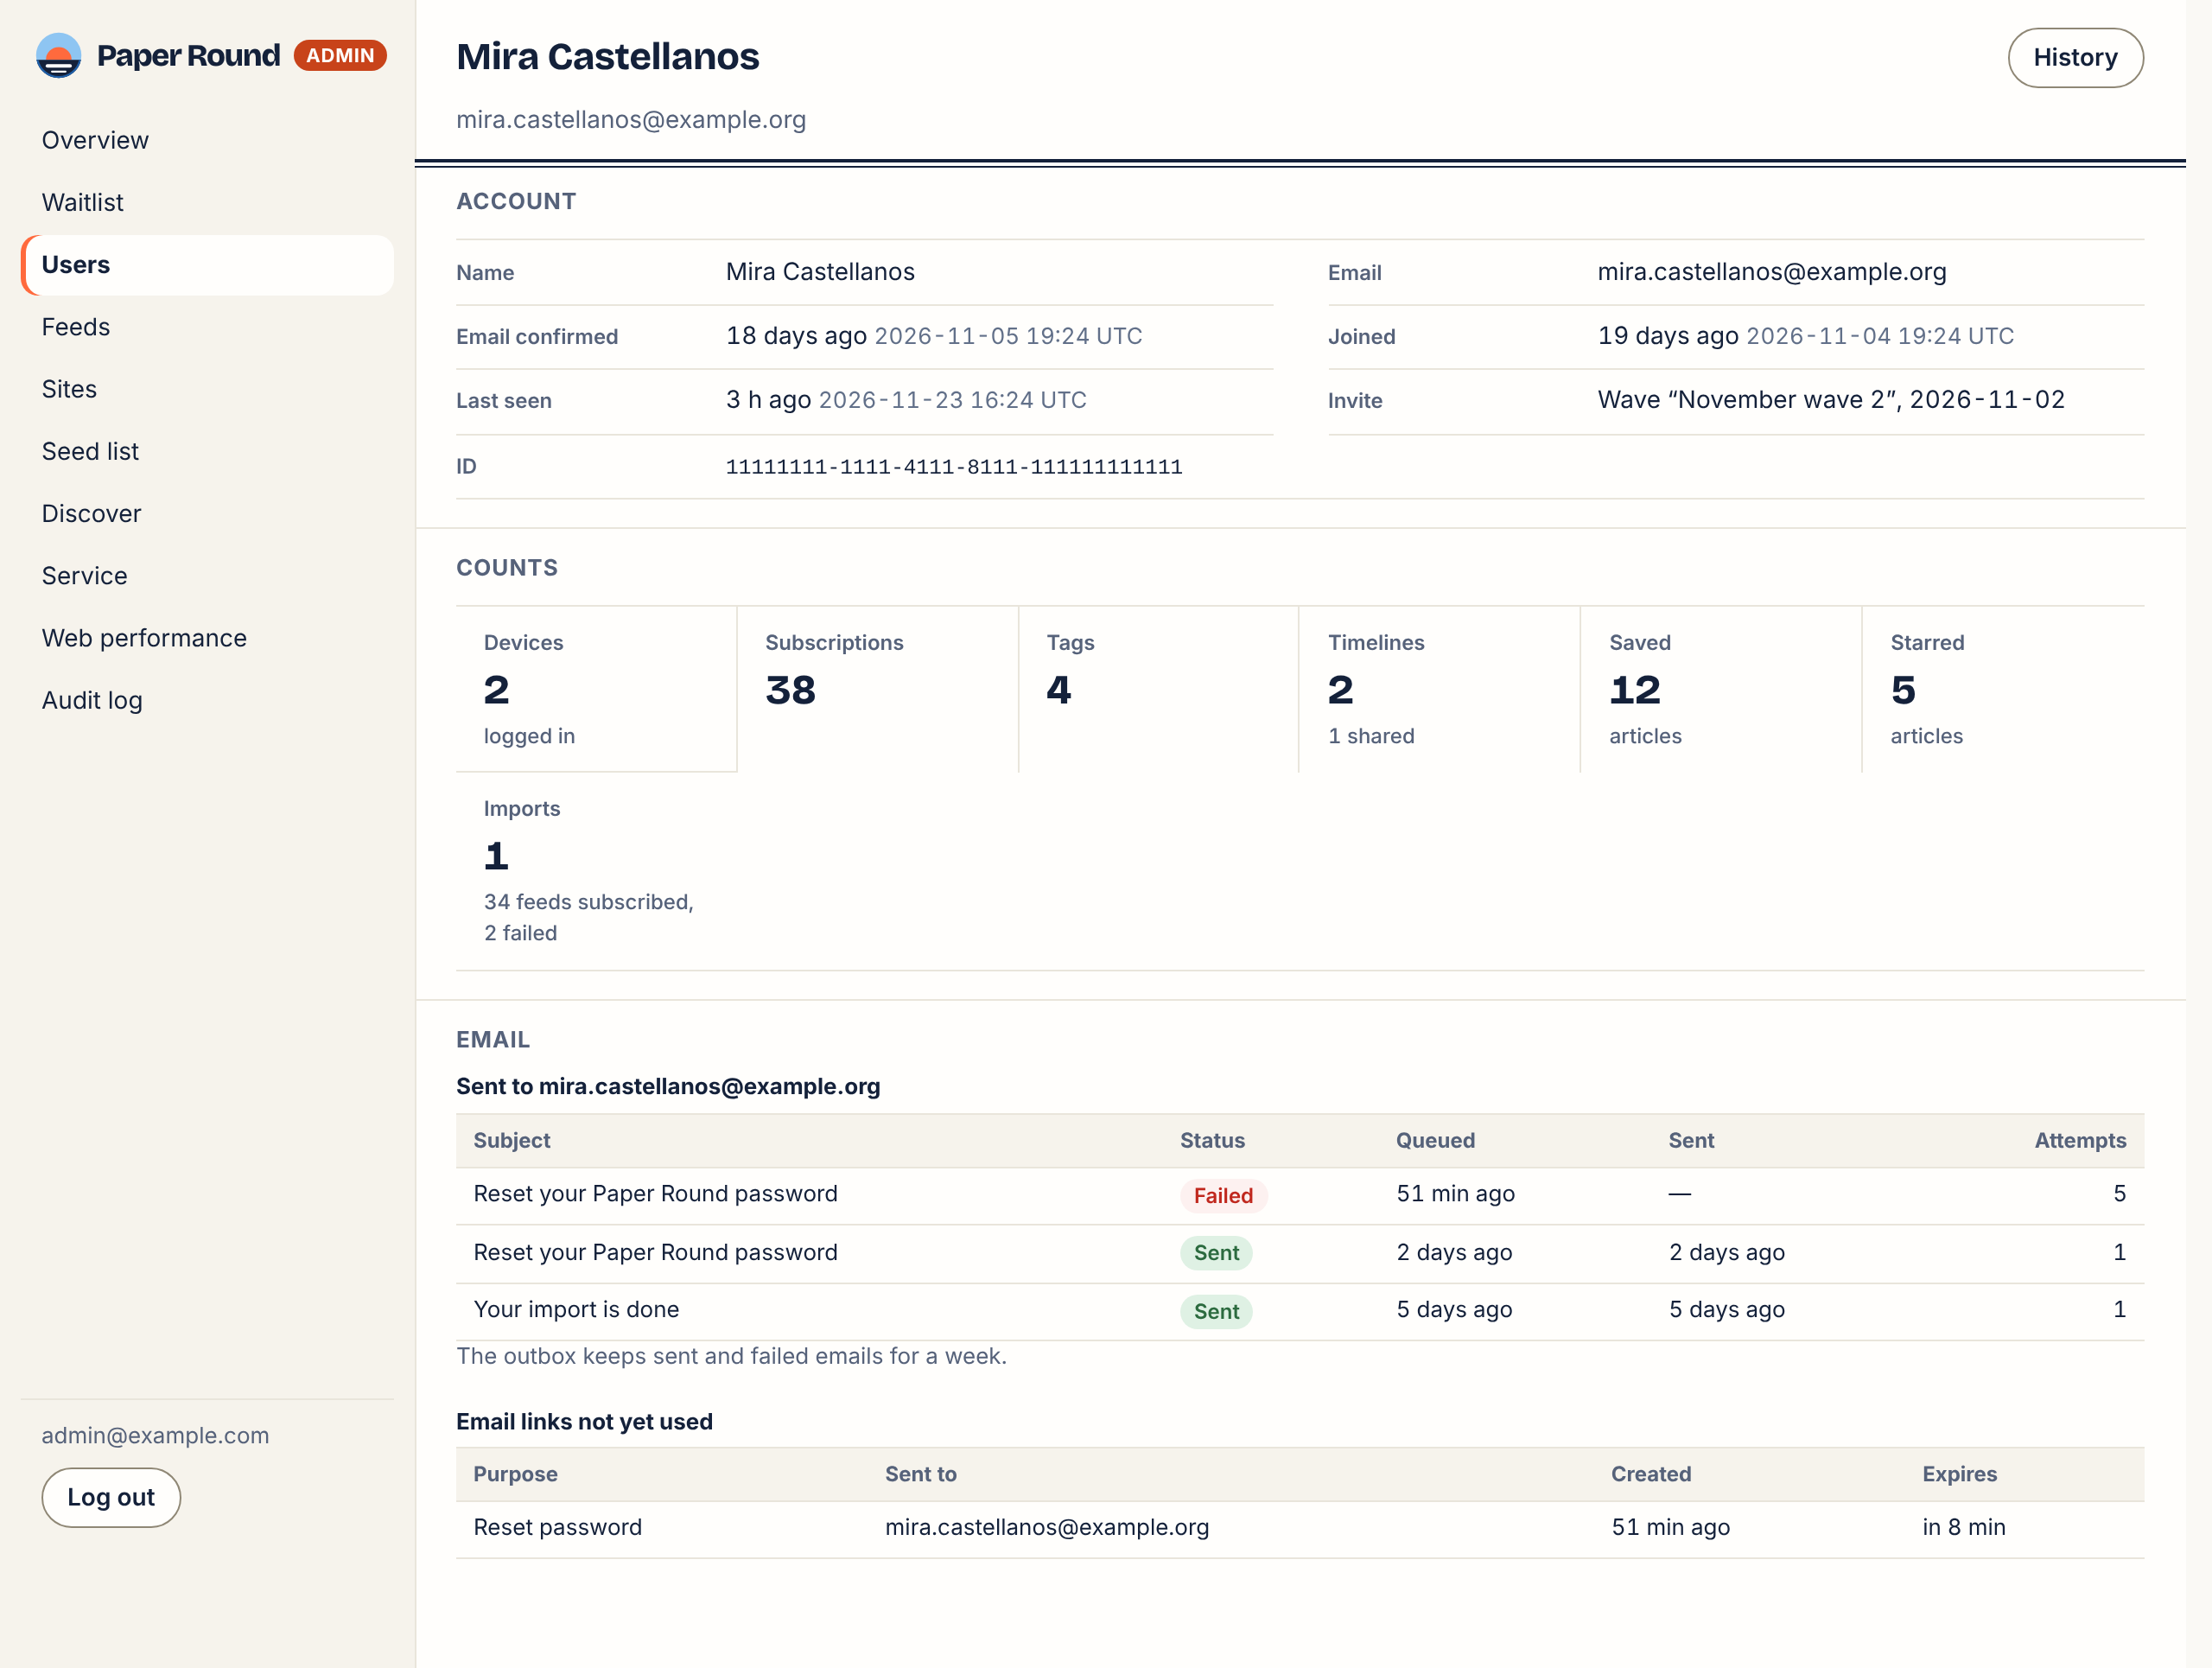 Paper Round ADMIN
Overview
Waitlist
Users
Feeds
Sites
Seed list
Discover
Service
Web performance
Audit log
admin@example.com
Log out
Mira Castellanos
History
mira.castellanos@example.org
ACCOUNT
Name Mira Castellanos Email mira.castellanos@example.org
Email confirmed 18 days ago 2026-11-05 19:24 UTC Joined 19 days ago 2026-11-04 19:24 UTC
Last seen 3 h ago 2026-11-23 16:24 UTC Invite Wave “November wave 2”, 2026-11-02
ID 11111111-1111-4111-8111-111111111111
COUNTS
Devices Subscriptions Tags Timelines Saved Starred
2 38 4 2 12 5
logged in 1 shared articles articles
Imports
1
34 feeds subscribed,
2 failed
EMAIL
Sent to mira.castellanos@example.org
Subject Status Queued Sent Attempts
Reset your Paper Round password Failed 51 min ago — 5
Reset your Paper Round password Sent 2 days ago 2 days ago 1
Your import is done Sent 5 days ago 5 days ago 1
The outbox keeps sent and failed emails for a week.
Email links not yet used
Purpose Sent to Created Expires
Reset password mira.castellanos@example.org 51 min ago in 8 min